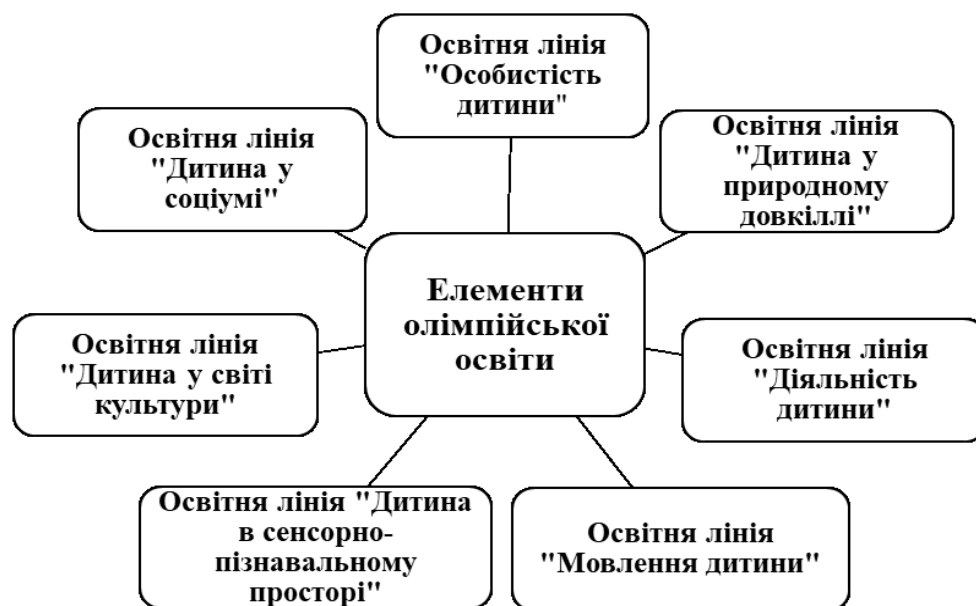 Освітня лінія
"Особистість
дитини"
Освітня лінія
"Дитина у
соціумі"
Освітня лінія
"Дитина у
природному
довкіллі"
Елементи
олімпійської
освіти
Освітня лінія
"Дитина у світі
культури"
Освітня лінія
"Діяльність
дитини"
Освітня лінія "Дитина
в сенсорно-
пізнавальному
просторі"
Освітня лінія
"Мовлення дитини"